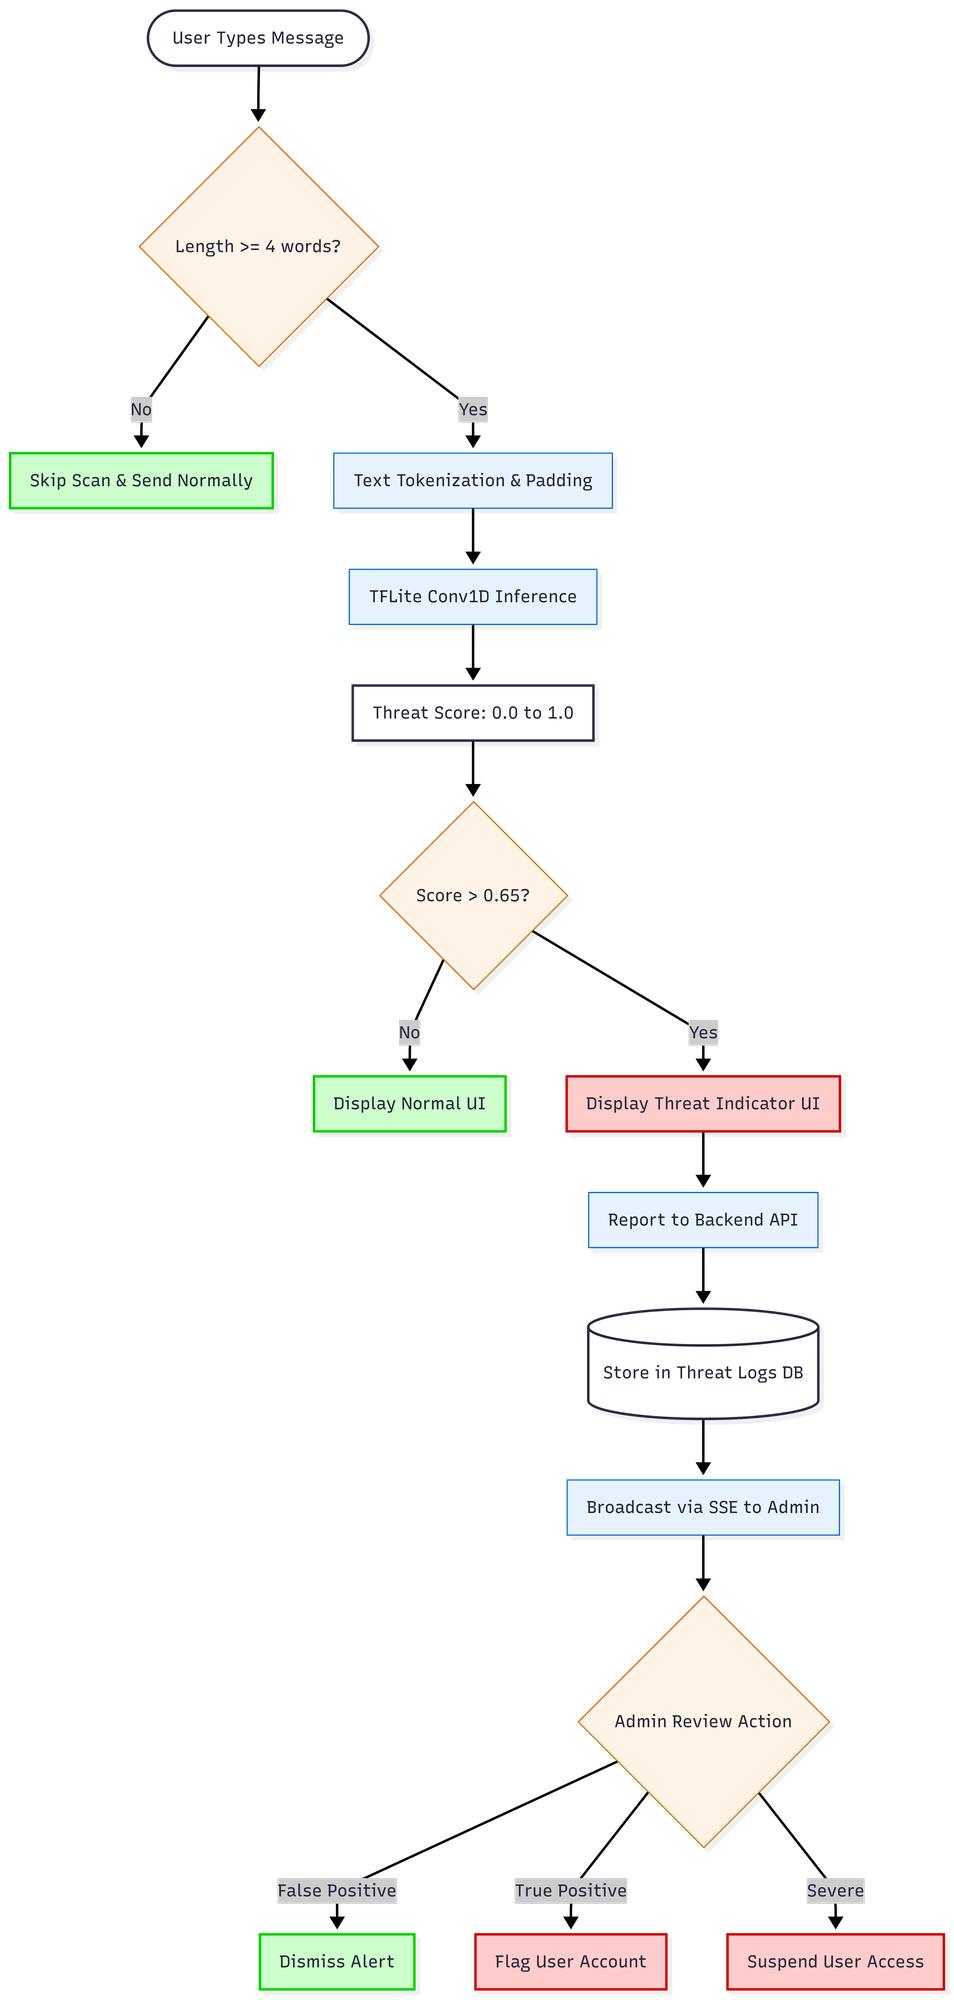 User Types Message
Length >= 4 words?
No
Yes
Skip Scan & Send Normally
Text Tokenization & Padding
TFLite Conv1D Inference
Threat Score: 0.0 to 1.0
Score > 0.65?
No
Yes
Display Normal UI
Display Threat Indicator UI
Report to Backend API
Store in Threat Logs DB
Broadcast via SSE to Admin
Admin Review Action
False Positive
True Positive
Severe
Dismiss Alert
Flag User Account
Suspend User Access